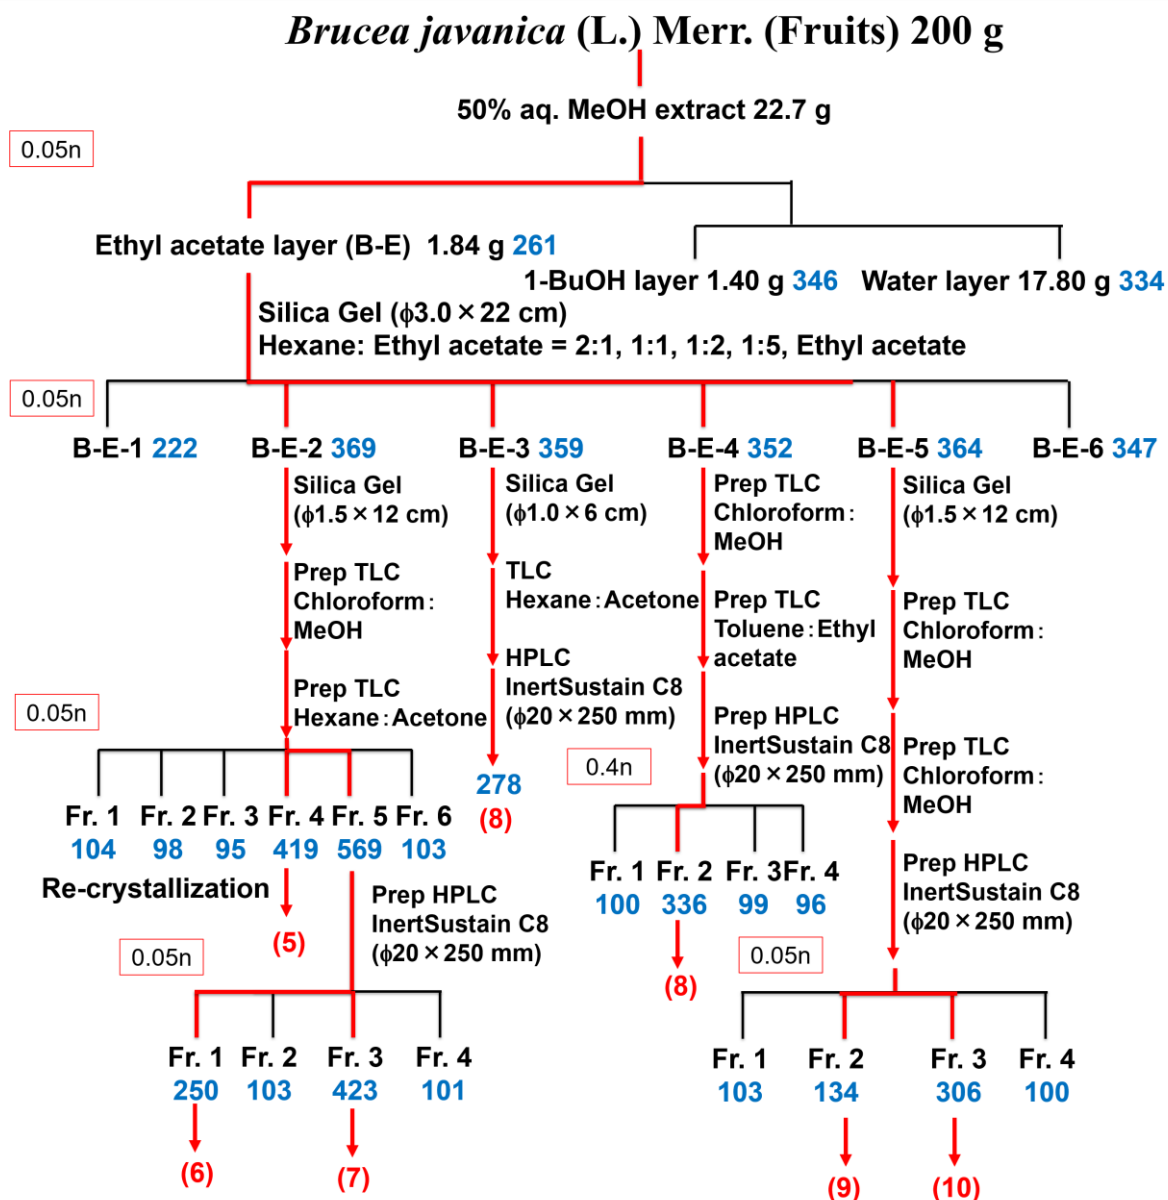 Brucea javanica (L.) Merr. (Fruits) 200 g
50% aq. MeOH extract 22.7 g
0.05n
Ethyl acetate layer (B-E) 1.84 g 261
1-BuOH layer 1.40 g 346
Water layer 17.80 g 334
Silica Gel (ϕ3.0 × 22 cm)
Hexane: Ethyl acetate = 2:1, 1:1, 1:2, 1:5, Ethyl acetate
0.05n
B-E-1 222
B-E-2 369
B-E-3 359
B-E-4 352
B-E-5 364
B-E-6 347
Silica Gel
(ϕ1.5 × 12 cm)
Prep TLC
Chloroform:
MeOH
Prep TLC
Hexane:Acetone
Silica Gel
(ϕ1.0 × 6 cm)
TLC
Hexane:Acetone
HPLC
InertSustain C8
(ϕ20 × 250 mm)
278
(8)
Prep TLC
Chloroform:
MeOH
Prep TLC
Toluene:Ethyl
acetate
Prep HPLC
InertSustain C8
(ϕ20 × 250 mm)
Silica Gel
(ϕ1.5 × 12 cm)
Prep TLC
Chloroform:
MeOH
Prep TLC
Chloroform:
MeOH
Prep HPLC
InertSustain C8
(ϕ20 × 250 mm)
0.05n
Fr. 1 Fr. 2 Fr. 3 Fr. 4 Fr. 5 Fr. 6
104 98 95 419 569 103
Re-crystallization
(5)
Prep HPLC
InertSustain C8
(ϕ20 × 250 mm)
0.4n
Fr. 1 Fr. 2 Fr. 3 Fr. 4
100 336 99 96
(8)
0.05n
Fr. 1 Fr. 2 Fr. 3 Fr. 4
250 103 423 101
(6) (7)
0.05n
Fr. 1 Fr. 2 Fr. 3 Fr. 4
103 134 306 100
(9) (10)